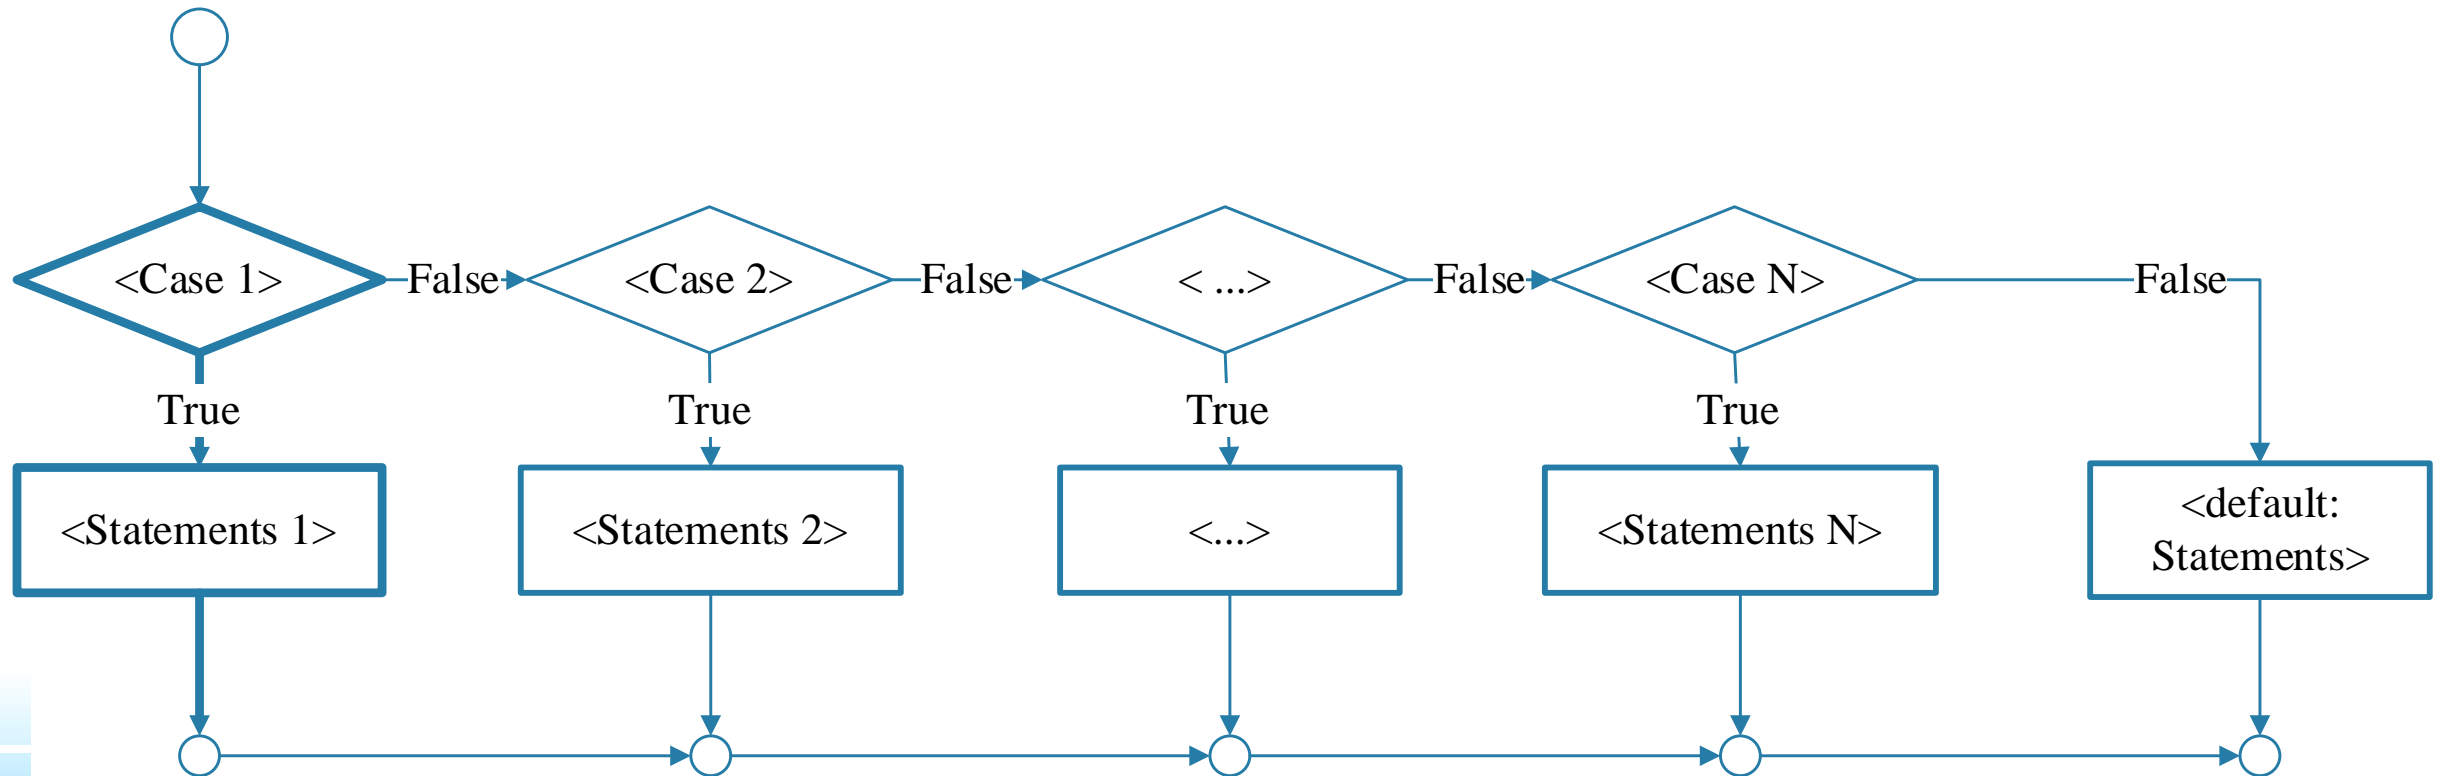 <Case 1>
False
<Case 2>
False
< ...>
False
<Case N>
False
True
True
True
True
<Statements 1>
<Statements 2>
<...>
<Statements N>
<default:
Statements>